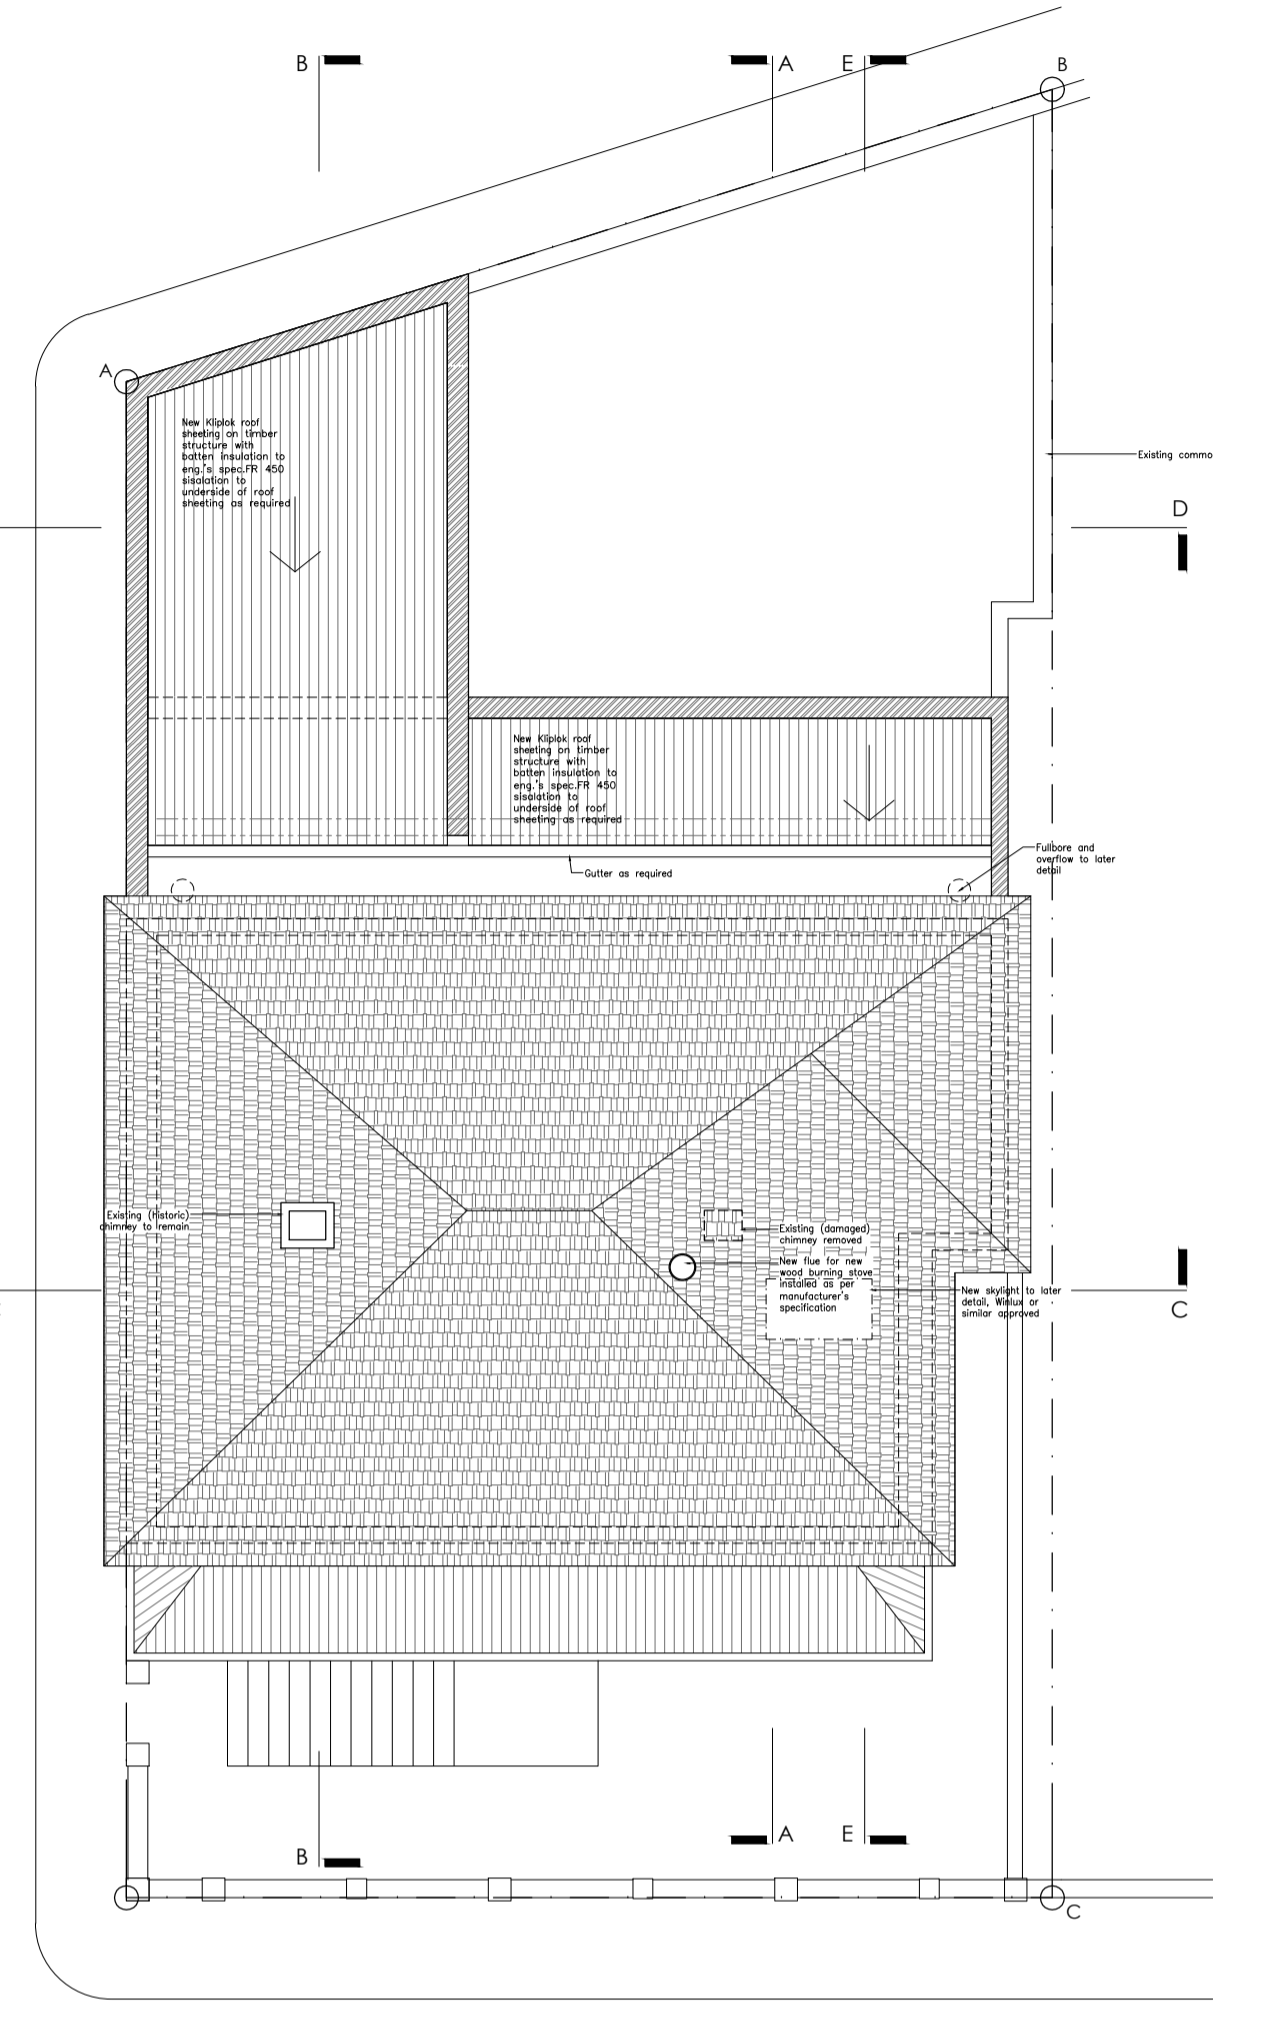 B
A
E
B
A
New Kliplok roof
sheeting on timber
structure with
batten insulation to
eng.'s spec.FR 450
sisalation to
underside of roof
sheeting as required
Existing commo
D
New Kliplok roof
sheeting on timber
structure with
batten insulation to
eng.'s spec.FR 450
sisalation to
underside of roof
sheeting as required
Fullbore and
overflow to later
detail
Gutter as required
Existing (historic)
chimney to remain
Existing (damaged)
chimney removed
New flue for new
wood burning stove
installed as per
manufacturer's
specification
New skylight to later
detail, Winlux or
similar approved
C
B
A
E
C